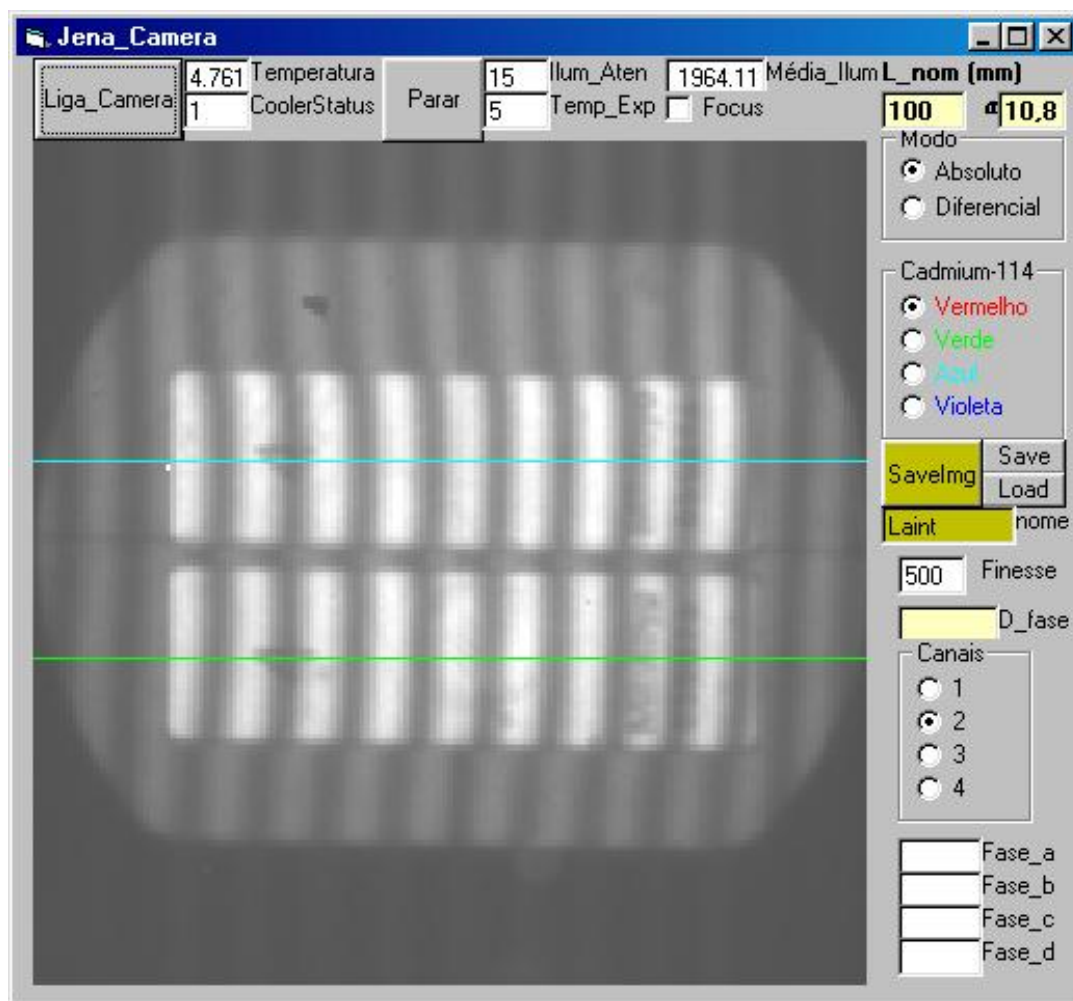 Jena_Camera
Liga_Camera
4.761 Temperatura
1 CoolerStatus
Parar
15 Ilum_Aten
5 Temp_Exp
1964.11 Média_Ilum
Focus
L_nom (mm)
100 α 10,8
Modo
Absoluto
Diferencial
Cadmium-114
Vermelho
Verde
Azul
Violeta
SaveImg
Save
Load
Laint nome
500 Finesse
D_fase
Canais
1
2
3
4
Fase_a
Fase_b
Fase_c
Fase_d